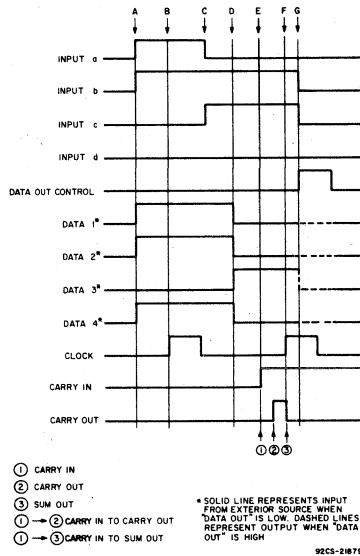 A B C D E F G
INPUT a
INPUT b
INPUT c
INPUT d
DATA OUT CONTROL
DATA 1*
DATA 2*
DATA 3*
DATA 4*
CLOCK
CARRY IN
CARRY OUT
① ② ③
① CARRY IN
② CARRY OUT
③ SUM OUT
① → ② CARRY IN TO CARRY OUT
① → ③ CARRY IN TO SUM OUT
* SOLID LINE REPRESENTS INPUT
FROM EXTERIOR SOURCE WHEN
"DATA OUT" IS LOW. DASHED LINES
REPRESENT OUTPUT WHEN "DATA
OUT" IS HIGH